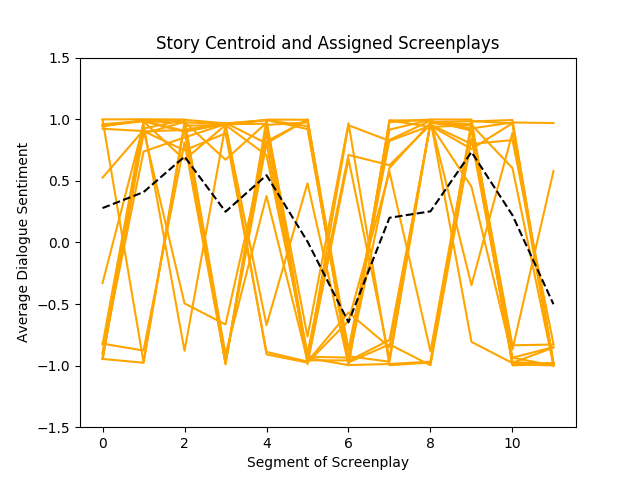 Story Centroid and Assigned Screenplays
1.5
1.0
0.5
0.0
−0.5
−1.0
−1.5
Average Dialogue Sentiment
0 2 4 6 8 10
Segment of Screenplay